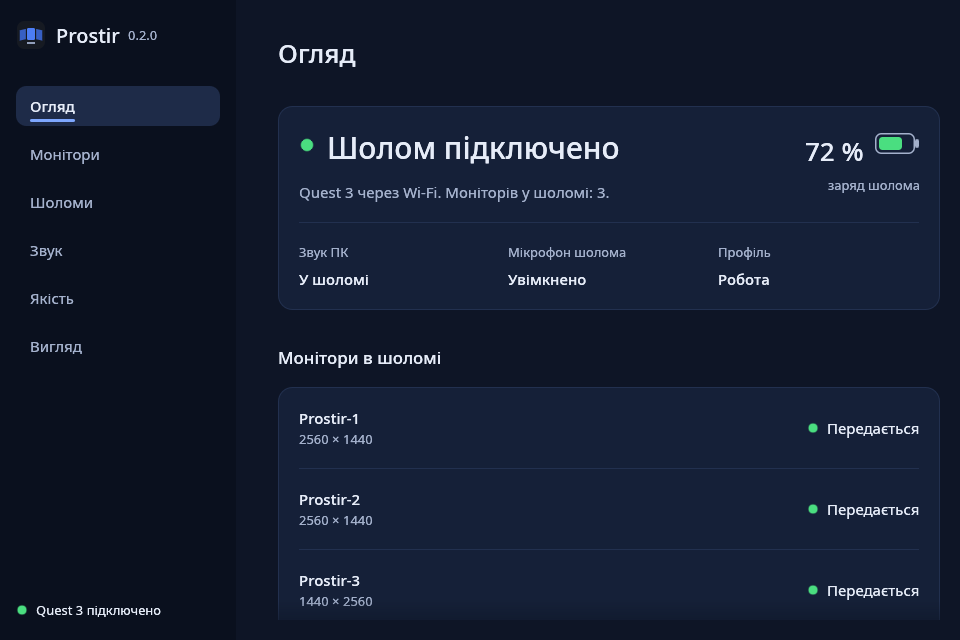 Prostir 0.2.0
Огляд
Монітори
Шоломи
Звук
Якість
Вигляд
Quest 3 підключено
Огляд
Шолом підключено
72 %
Quest 3 через Wi-Fi. Моніторів у шоломі: 3.
заряд шолома
Звук ПК
У шоломі
Мікрофон шолома
Увімкнено
Профіль
Робота
Монітори в шоломі
Prostir-1
2560 × 1440
Передається
Prostir-2
2560 × 1440
Передається
Prostir-3
1440 × 2560
Передається